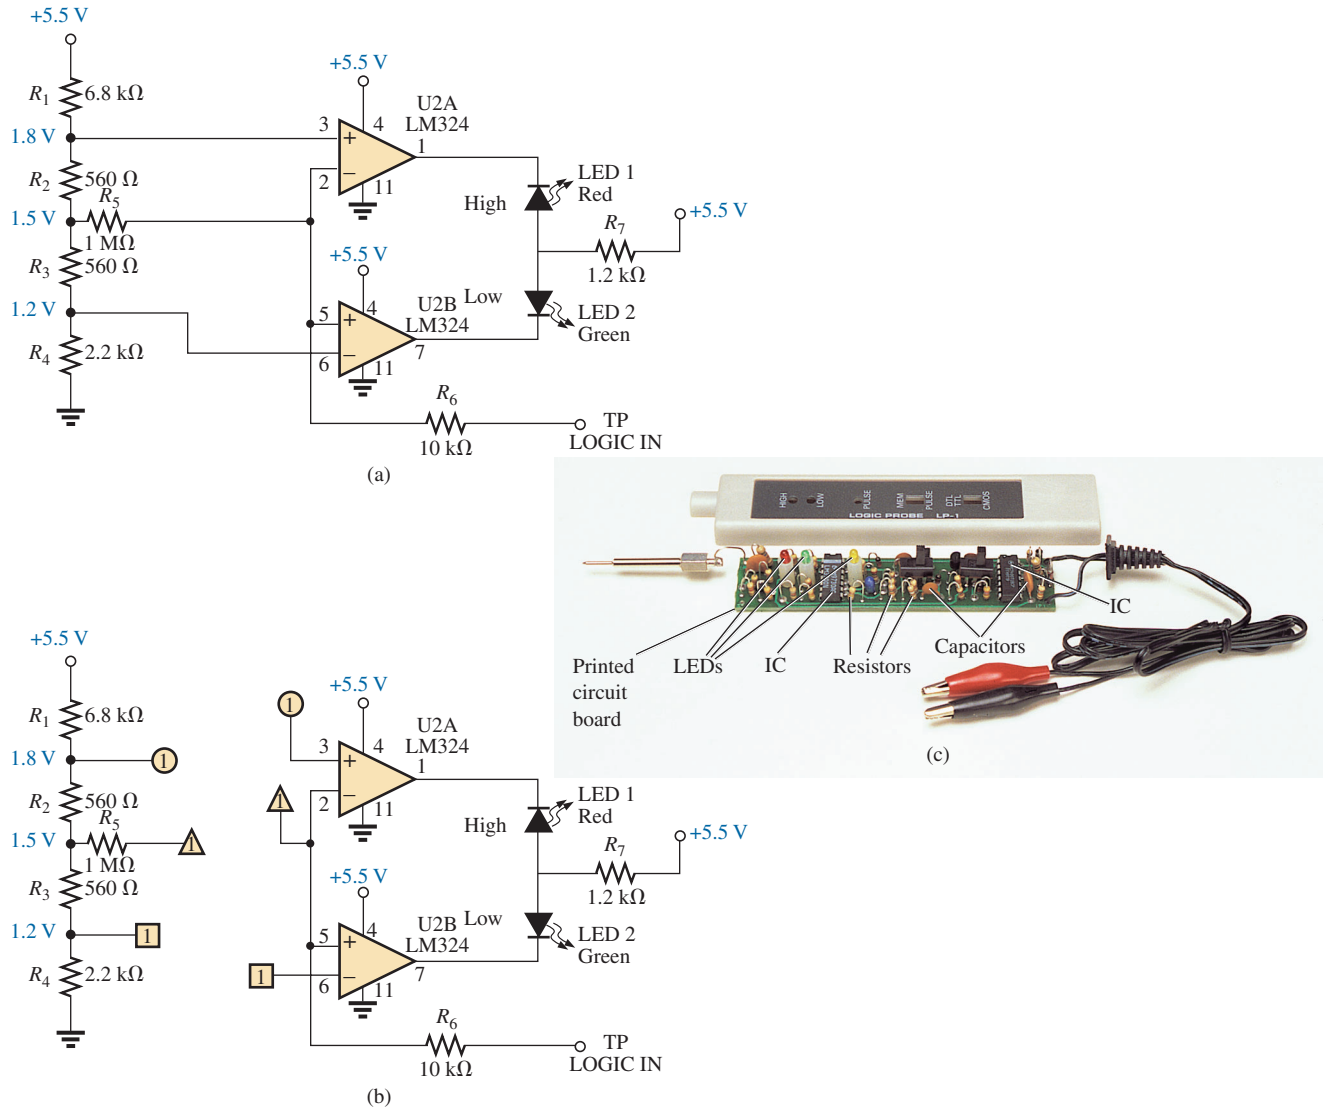 +5.5 V
R1 6.8 kΩ
1.8 V
R2 560 Ω
1.5 V
R5
1 MΩ
R3 560 Ω
1.2 V
R4 2.2 kΩ
+5.5 V
U2A
LM324
3
4
1
2
11
+
−
+5.5 V
U2B
LM324
5
4
7
6
11
+
−
High
LED 1
Red
R7
1.2 kΩ
+5.5 V
Low
LED 2
Green
R6
10 kΩ
TP
LOGIC IN
(a)
HIGH
LOW
PULSE
MEM
PULSE
DTL
TTL
CMOS
LOGIC PROBE LP-1
Printed
circuit
board
LEDs
IC
Resistors
Capacitors
IC
(c)
+5.5 V
R1 6.8 kΩ
1.8 V
1
R2 560 Ω
1.5 V
R5
1 MΩ
1
R3 560 Ω
1.2 V
1
R4 2.2 kΩ
1
1
1
+5.5 V
U2A
LM324
3
4
1
2
11
+
−
+5.5 V
U2B
LM324
5
4
7
6
11
+
−
High
LED 1
Red
R7
1.2 kΩ
+5.5 V
Low
LED 2
Green
R6
10 kΩ
TP
LOGIC IN
(b)